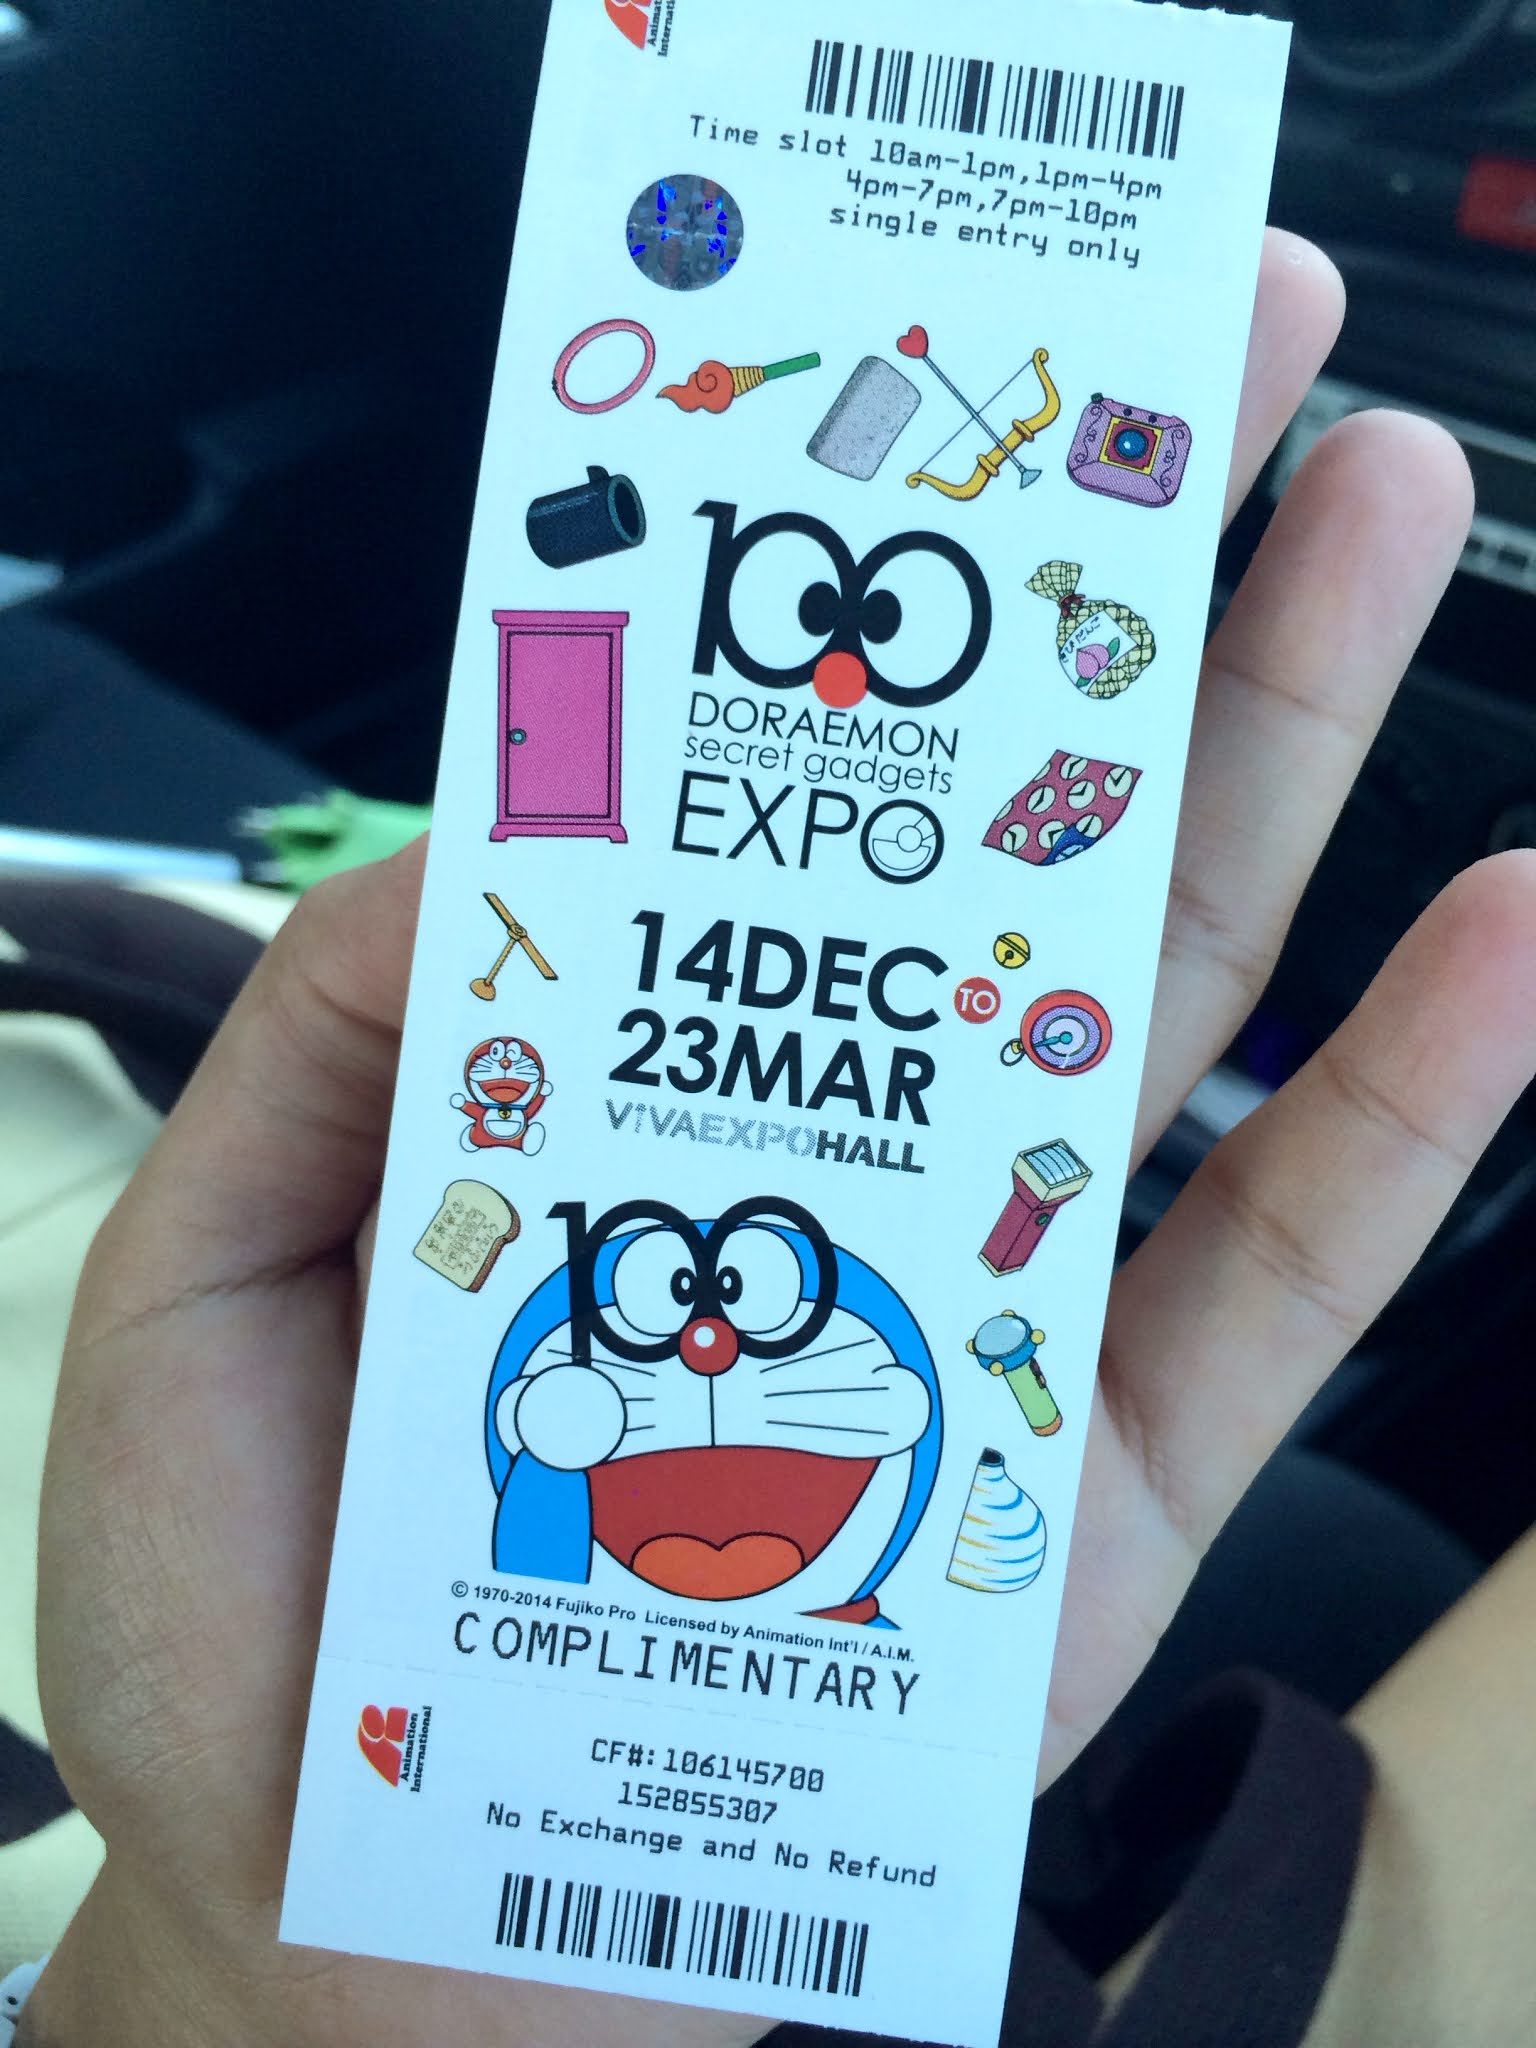 Animation
International
Time slot 10am-1pm,1pm-4pm
4pm-7pm,7pm-10pm
single entry only
100
DORAEMON
secret gadgets
EXPO
14DEC TO
23MAR
VIVAEXPOHALL
100
© 1970-2014 Fujiko Pro Licensed by Animation Int'l / A.I.M.
COMPLIMENTARY
Animation
International
CF#:106145700
152855307
No Exchange and No Refund